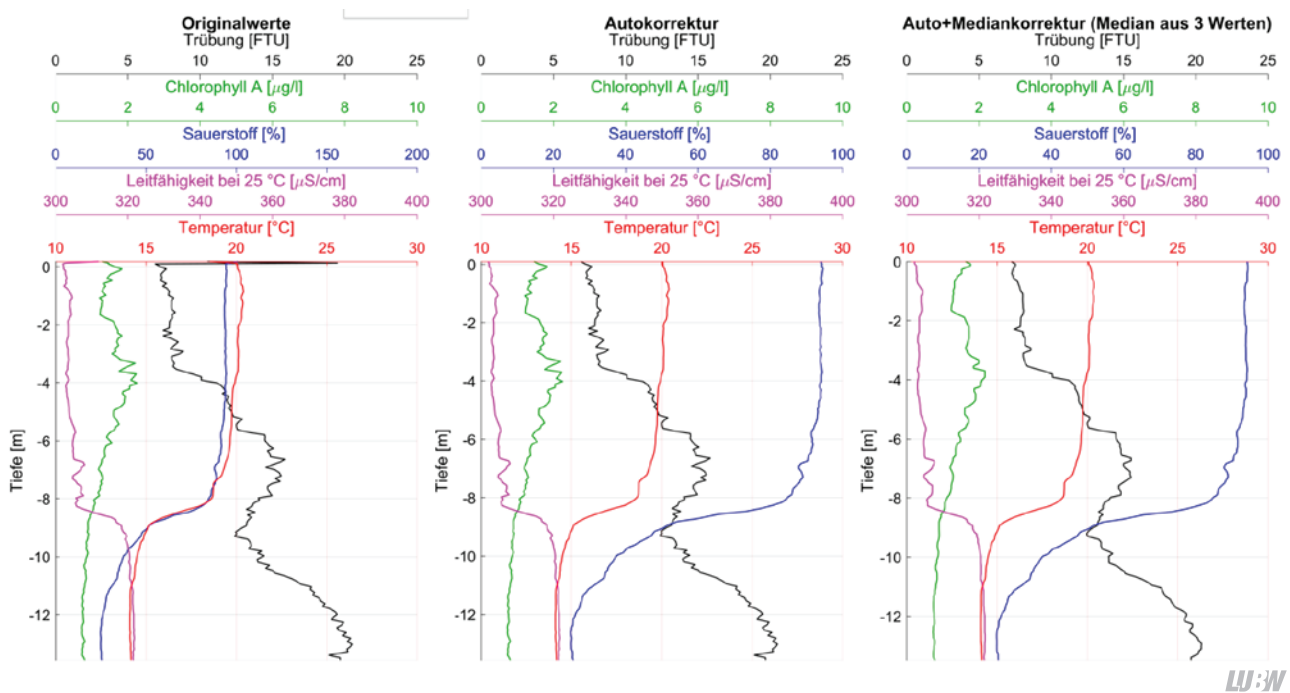 Originalwerte
Trübung [FTU]
0 5 10 15 20 25
Chlorophyll A [μg/l]
0 2 4 6 8 10
Sauerstoff [%]
0 50 100 150 200
Leitfähigkeit bei 25 °C [μS/cm]
300 320 340 360 380 400
Temperatur [°C]
10 15 20 25 30
0
-2
-4
-6
-8
-10
-12
Tiefe [m]
Autokorrektur
Trübung [FTU]
0 5 10 15 20 25
Chlorophyll A [μg/l]
0 2 4 6 8 10
Sauerstoff [%]
0 20 40 60 80 100
Leitfähigkeit bei 25 °C [μS/cm]
300 320 340 360 380 400
Temperatur [°C]
10 15 20 25 30
0
-2
-4
-6
-8
-10
-12
Tiefe [m]
Auto+Mediankorrektur (Median aus 3 Werten)
Trübung [FTU]
0 5 10 15 20 25
Chlorophyll A [μg/l]
0 2 4 6 8 10
Sauerstoff [%]
0 20 40 60 80 100
Leitfähigkeit bei 25 °C [μS/cm]
300 320 340 360 380 400
Temperatur [°C]
10 15 20 25 30
0
-2
-4
-6
-8
-10
-12
Tiefe [m]
LUBW